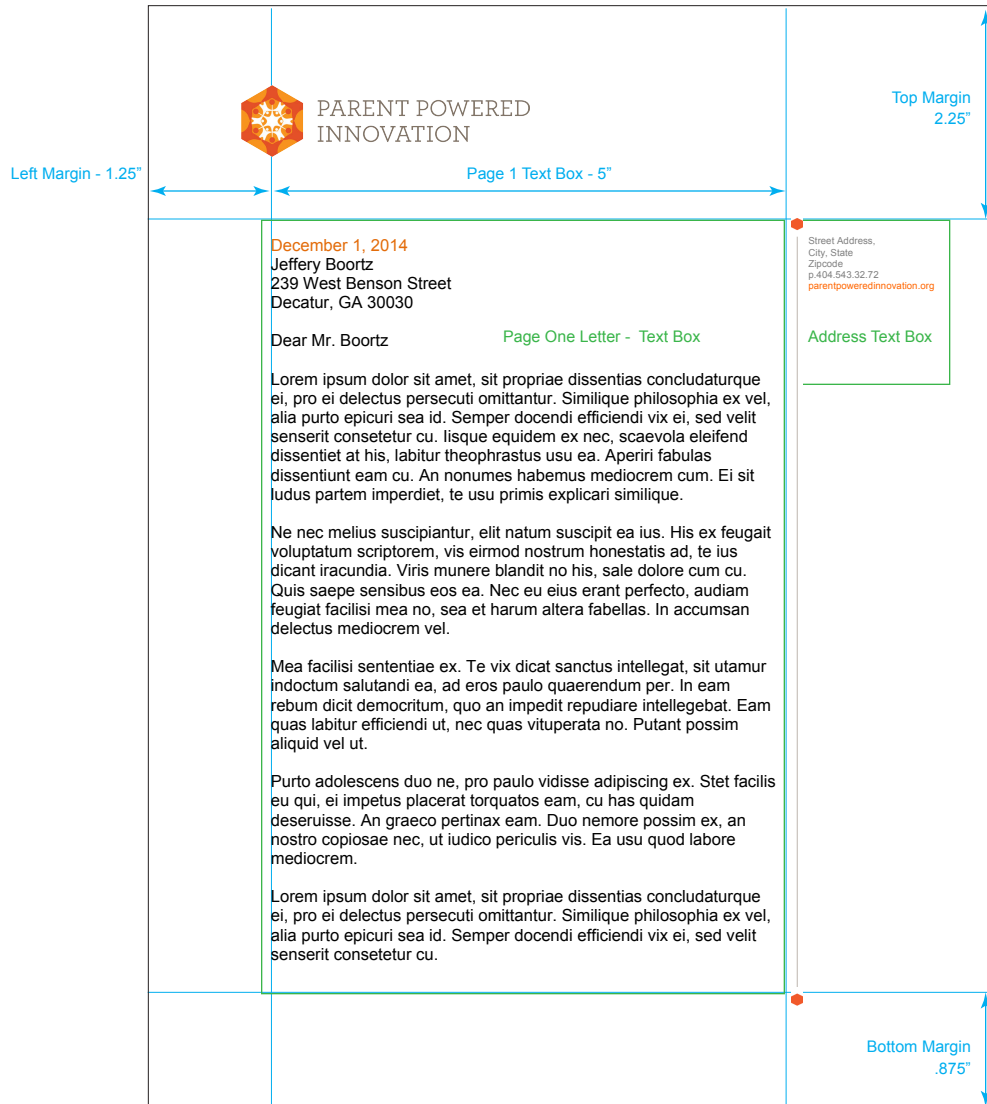 PARENT POWERED
INNOVATION
Top Margin
2.25”
Left Margin - 1.25”
Page 1 Text Box - 5”
December 1, 2014
Jeffery Boortz
239 West Benson Street
Decatur, GA 30030
Dear Mr. Boortz
Page One Letter - Text Box
Street Address,
City, State
Zipcode
p.404.543.32.72
parentpoweredinnovation.org
Address Text Box
Lorem ipsum dolor sit amet, sit propriae dissentias concludaturque
ei, pro ei delectus persecuti omittantur. Similique philosophia ex vel,
alia purto epicuri sea id. Semper docendi efficiendi vix ei, sed velit
senserit consetetur cu. Iisque equidem ex nec, scaevola eleifend
dissentiet at his, labitur theophrastus usu ea. Aperiri fabulas
dissentiunt eam cu. An nonumes habemus mediocrem cum. Ei sit
ludus partem imperdiet, te usu primis explicari similique.
Ne nec melius suscipiantur, elit natum suscipit ea ius. His ex feugait
voluptatum scriptorem, vis eirmod nostrum honestatis ad, te ius
dicant iracundia. Viris munere blandit no his, sale dolore cum cu.
Quis saepe sensibus eos ea. Nec eu eius erant perfecto, audiam
feugiat facilisi mea no, sea et harum altera fabellas. In accumsan
delectus mediocrem vel.
Mea facilisi sententiae ex. Te vix dicat sanctus intellegat, sit utamur
indoctum salutandi ea, ad eros paulo quaerendum per. In eam
rebum dicit democritum, quo an impedit repudiare intellegebat. Eam
quas labitur efficiendi ut, nec quas vituperata no. Putant possim
aliquid vel ut.
Purto adolescens duo ne, pro paulo vidisse adipiscing ex. Stet facilis
eu qui, ei impetus placerat torquatos eam, cu has quidam
deseruisse. An graeco pertinax eam. Duo nemore possim ex, an
nostro copiosae nec, ut iudico periculis vis. Ea usu quod labore
mediocrem.
Lorem ipsum dolor sit amet, sit propriae dissentias concludaturque
ei, pro ei delectus persecuti omittantur. Similique philosophia ex vel,
alia purto epicuri sea id. Semper docendi efficiendi vix ei, sed velit
senserit consetetur cu.
Bottom Margin
.875”